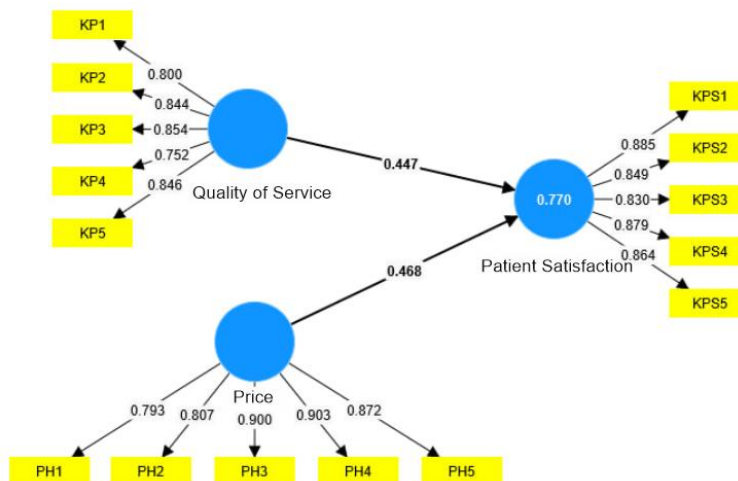 KP1
KP2
KP3
KP4
KP5
0.800
0.844
0.854
0.752
0.846
Quality of Service
0.447
0.468
0.770
Patient Satisfaction
KPS1
KPS2
KPS3
KPS4
KPS5
0.885
0.849
0.830
0.879
0.864
Price
0.793
0.807
0.900
0.903
0.872
PH1
PH2
PH3
PH4
PH5